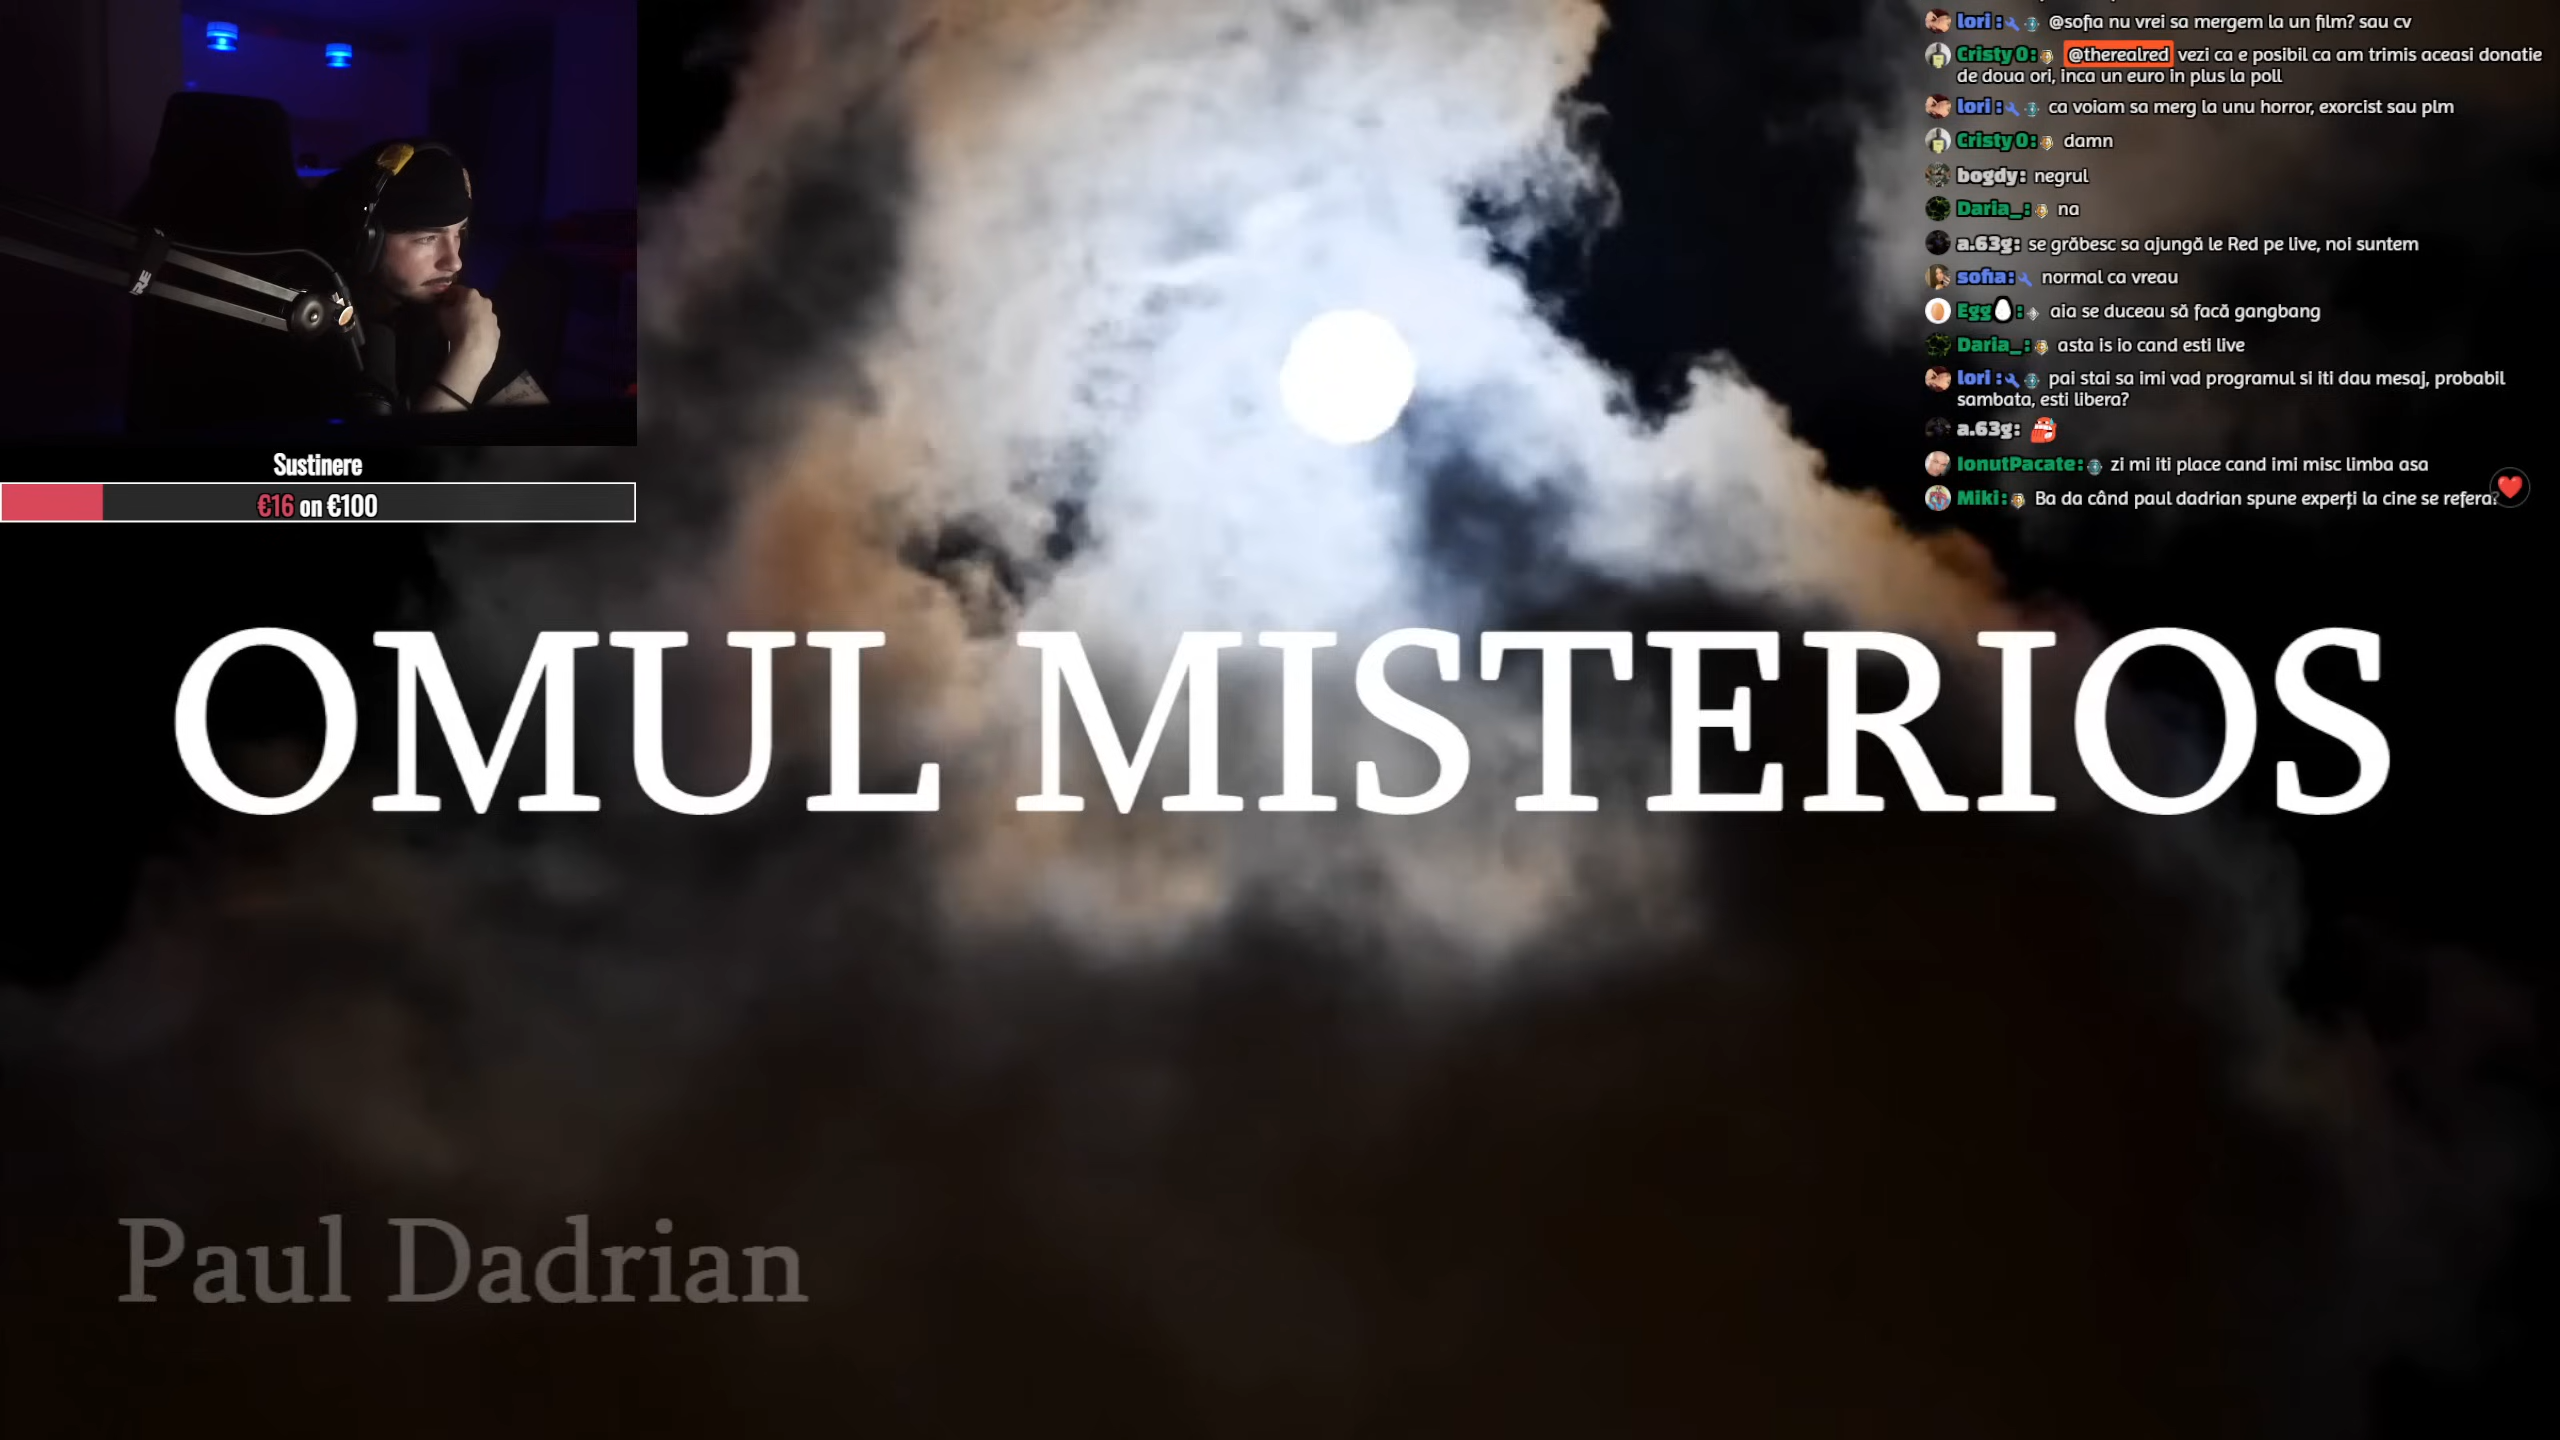 lori : @sofia nu vrei sa mergem la un film? sau cv
CristyO: @therealred vezi ca e posibil ca am trimis aceasi donatie
de doua ori, inca un euro in plus la poll
lori : ca voiam sa merg la unu horror, exorcist sau plm
CristyO: damn
bogdy: negrul
Daria_: na
a.63g: se grăbesc sa ajungă le Red pe live, noi suntem
sofia: normal ca vreau
Egg: aia se duceau să facă gangbang
Daria_: asta is io cand esti live
lori : pai stai sa imi vad programul si iti dau mesaj, probabil
sambata, esti libera?
a.63g:
IonutPacate: zi mi iti place cand imi misc limba asa
Miki: Ba da când paul dadrian spune experți la cine se refera?
Sustinere
€16 on €100
OMUL MISTERIOS
Paul Dadrian